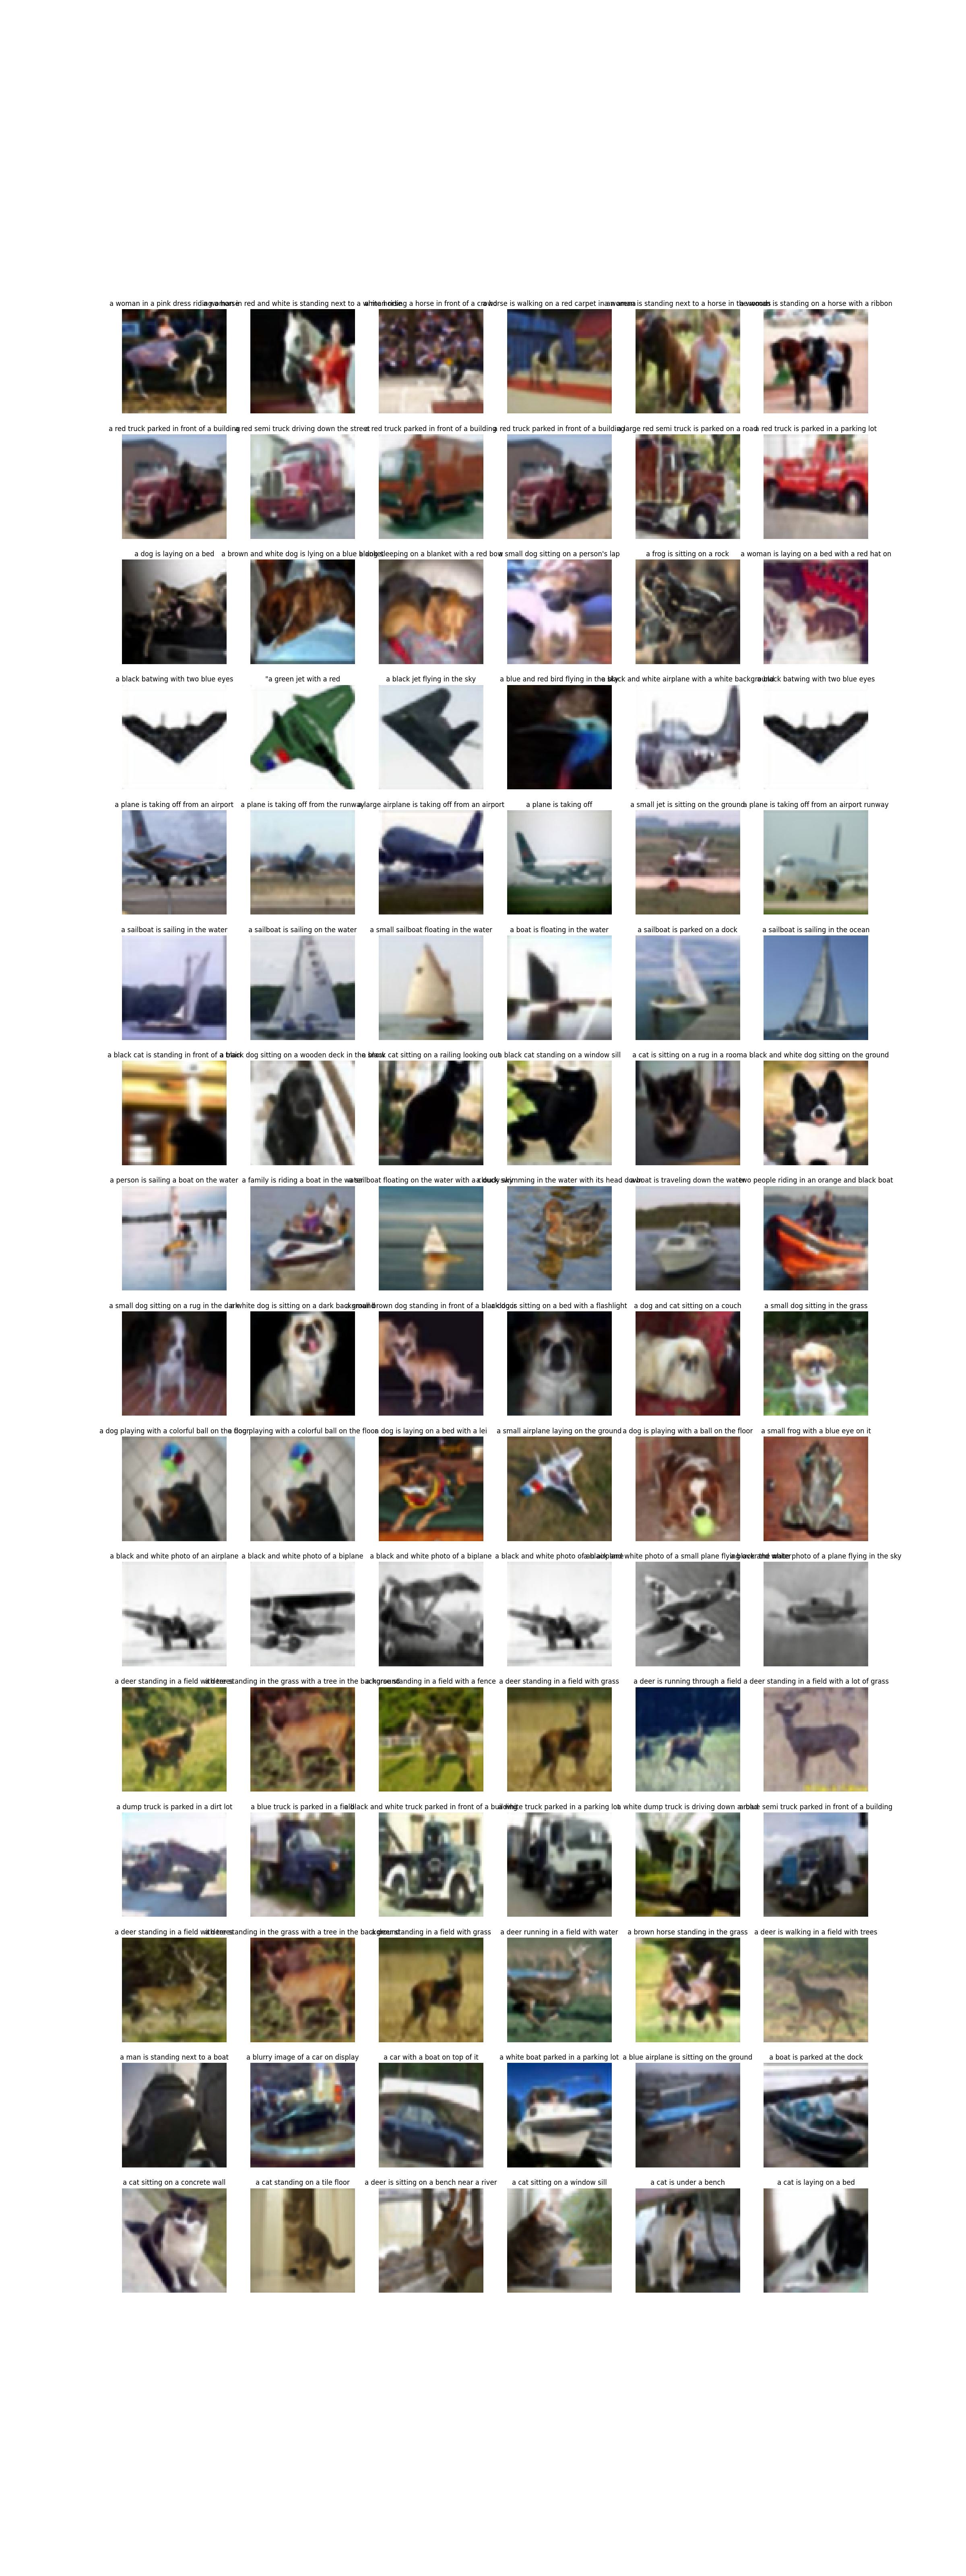 a woman in a pink dress riding a horse a woman in red and white is standing next to a white horse a man riding a horse in front of a crowd a horse is walking on a red carpet in an arena a woman is standing next to a horse in the woods a woman is standing on a horse with a ribbon
a red truck parked in front of a building a red semi truck driving down the street a red truck parked in front of a building a red truck parked in front of a building a large red semi truck is parked on a road a red truck is parked in a parking lot
a dog is laying on a bed a brown and white dog is lying on a blue blanket a dog sleeping on a blanket with a red bow a small dog sitting on a person's lap a frog is sitting on a rock a woman is laying on a bed with a red hat on
a black batwing with two blue eyes "a green jet with a red a black jet flying in the sky a blue and red bird flying in the sky a black and white airplane with a white background a black batwing with two blue eyes
a plane is taking off from an airport a plane is taking off from the runway a large airplane is taking off from an airport a plane is taking off a small jet is sitting on the ground a plane is taking off from an airport runway
a sailboat is sailing in the water a sailboat is sailing on the water a small sailboat floating in the water a boat is floating in the water a sailboat is parked on a dock a sailboat is sailing in the ocean
a black cat is standing in front of a train a black dog sitting on a wooden deck in the snow a black cat sitting on a railing looking out a black cat standing on a window sill a cat is sitting on a rug in a room a black and white dog sitting on the ground
a person is sailing a boat on the water a family is riding a boat in the water a sailboat floating on the water with a cloudy sky a duck swimming in the water with its head down a boat is traveling down the water two people riding in an orange and black boat
a small dog sitting on a rug in the dark a white dog is sitting on a dark background a small brown dog standing in front of a black door a dog is sitting on a bed with a flashlight a dog and cat sitting on a couch a small dog sitting in the grass
a dog playing with a colorful ball on the floor a dog playing with a colorful ball on the floor a dog is laying on a bed with a lei a small airplane laying on the ground a dog is playing with a ball on the floor a small frog with a blue eye on it
a black and white photo of an airplane a black and white photo of a biplane a black and white photo of a biplane a black and white photo of an airplane a black and white photo of a small plane flying over the water a black and white photo of a plane flying in the sky
a deer standing in a field with trees a deer standing in the grass with a tree in the background a horse standing in a field with a fence a deer standing in a field with grass a deer is running through a field a deer standing in a field with a lot of grass
a dump truck is parked in a dirt lot a blue truck is parked in a field a black and white truck parked in front of a building a white truck parked in a parking lot a white dump truck is driving down a road a blue semi truck parked in front of a building
a deer standing in a field with trees a deer standing in the grass with a tree in the background a deer standing in a field with grass a deer running in a field with water a brown horse standing in the grass a deer is walking in a field with trees
a man is standing next to a boat a blurry image of a car on display a car with a boat on top of it a white boat parked in a parking lot a blue airplane is sitting on the ground a boat is parked at the dock
a cat sitting on a concrete wall a cat standing on a tile floor a deer is sitting on a bench near a river a cat sitting on a window sill a cat is under a bench a cat is laying on a bed